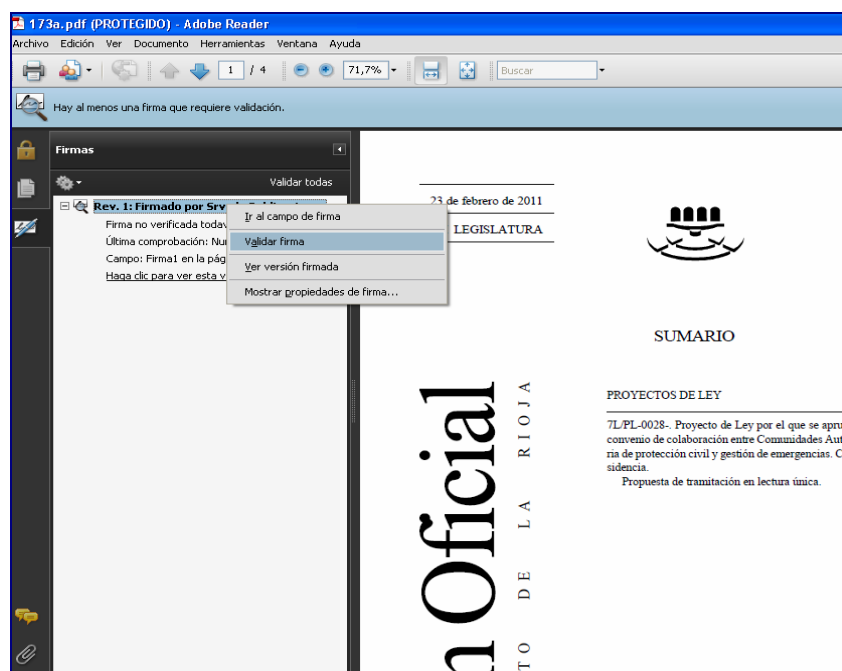 173a.pdf (PROTEGIDO) - Adobe Reader
Archivo Edición Ver Documento Herramientas Ventana Ayuda
1 / 4 71,7% Buscar
Hay al menos una firma que requiere validación.
Firmas
Validar todas
Rev. 1: Firmado por Srv
Firma no verificada todav
Última comprobación: Nu
Campo: Firma1 en la pág
Haga clic para ver esta v
Ir al campo de firma
Validar firma
Ver versión firmada
Mostrar propiedades de firma...
23 de febrero de 2011
LEGISLATURA
n Oficial
TO DE LA RIOJA
SUMARIO
PROYECTOS DE LEY
7L/PL-0028-. Proyecto de Ley por el que se apru
convenio de colaboración entre Comunidades Aut
ria de protección civil y gestión de emergencias. C
sidencia.
Propuesta de tramitación en lectura única.